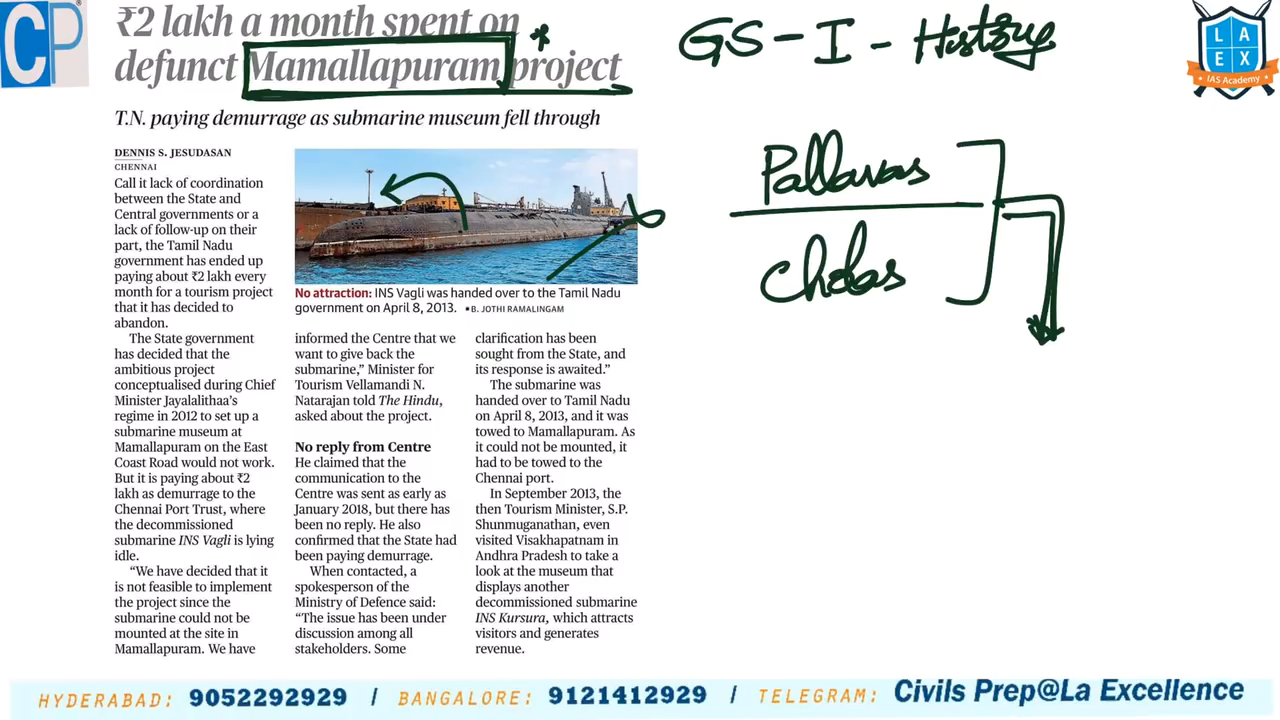 CP
₹2 lakh a month spent on
defunct Mamallapuram project
T.N. paying demurrage as submarine museum fell through
DENNIS S. JESUDASAN
CHENNAI
Call it lack of coordination
between the State and
Central governments or a
lack of follow-up on their
part, the Tamil Nadu
government has ended up
paying about ₹2 lakh every
month for a tourism project
that it has decided to
abandon.
The State government
has decided that the
ambitious project
conceptualised during Chief
Minister Jayalalithaa's
regime in 2012 to set up a
submarine museum at
Mamallapuram on the East
Coast Road would not work.
But it is paying about ₹2
lakh as demurrage to the
Chennai Port Trust, where
the decommissioned
submarine INS Vagli is lying
idle.
"We have decided that it
is not feasible to implement
the project since the
submarine could not be
mounted at the site in
Mamallapuram. We have
No attraction: INS Vagli was handed over to the Tamil Nadu
government on April 8, 2013. ▪B. JOTHI RAMALINGAM
informed the Centre that we
want to give back the
submarine," Minister for
Tourism Vellamandi N.
Natarajan told The Hindu,
asked about the project.
No reply from Centre
He claimed that the
communication to the
Centre was sent as early as
January 2018, but there has
been no reply. He also
confirmed that the State had
been paying demurrage.
When contacted, a
spokesperson of the
Ministry of Defence said:
"The issue has been under
discussion among all
stakeholders. Some
clarification has been
sought from the State, and
its response is awaited."
The submarine was
handed over to Tamil Nadu
on April 8, 2013, and it was
towed to Mamallapuram. As
it could not be mounted, it
had to be towed to the
Chennai port.
In September 2013, the
then Tourism Minister, S.P.
Shunmuganathan, even
visited Visakhapatnam in
Andhra Pradesh to take a
look at the museum that
displays another
decommissioned submarine
INS Kursura, which attracts
visitors and generates
revenue.
GS-I-History
Pallavas
Cholas
L A
E X
IAS Academy
HYDERABAD: 9052292929 / BANGALORE: 9121412929 / TELEGRAM: Civils Prep@La Excellence